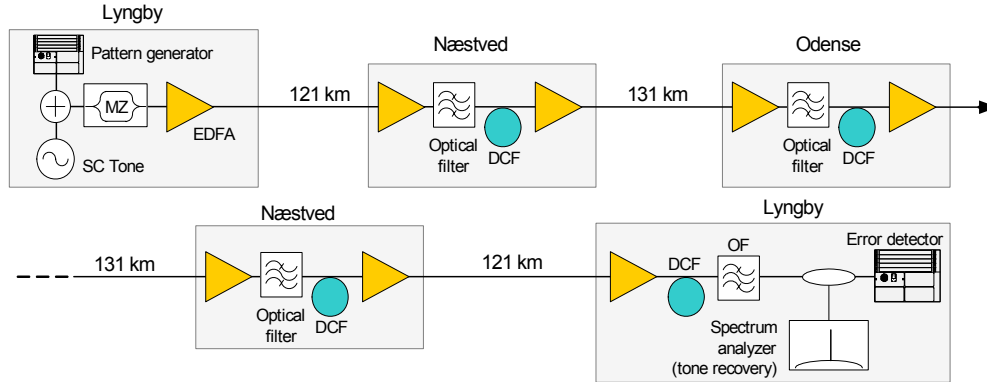 Lyngby
Pattern generator
MZ
EDFA
SC Tone
121 km
Næstved
Optical
filter
DCF
131 km
Odense
Optical
filter
DCF
131 km
Næstved
Optical
filter
DCF
121 km
Lyngby
DCF
OF
Error detector
Spectrum
analyzer
(tone recovery)